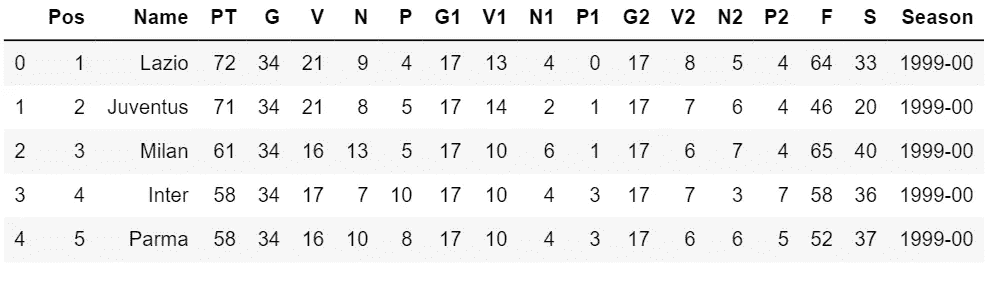 Pos Name PT G V N P G1 V1 N1 P1 G2 V2 N2 P2 F S Season
0 1 Lazio 72 34 21 9 4 17 13 4 0 17 8 5 4 64 33 1999-00
1 2 Juventus 71 34 21 8 5 17 14 2 1 17 7 6 4 46 20 1999-00
2 3 Milan 61 34 16 13 5 17 10 6 1 17 6 7 4 65 40 1999-00
3 4 Inter 58 34 17 7 10 17 10 4 3 17 7 3 7 58 36 1999-00
4 5 Parma 58 34 16 10 8 17 10 4 3 17 6 6 5 52 37 1999-00